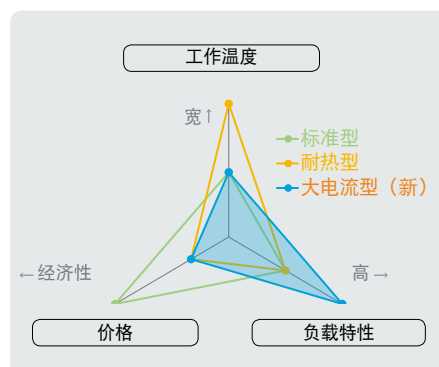 工作温度
宽↑
标准型
耐热型
大电流型（新）
←经济性
高→
价格
负载特性